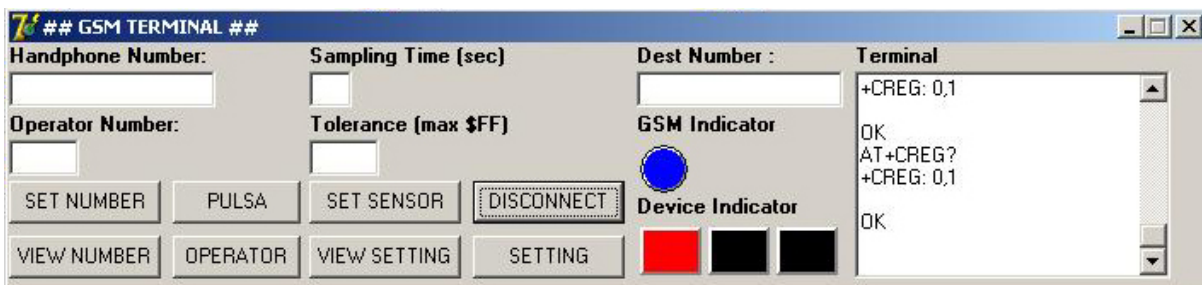 ## GSM TERMINAL ##
Handphone Number:
Sampling Time (sec)
Dest Number :
Terminal
Operator Number:
Tolerance (max $FF)
GSM Indicator
SET NUMBER
PULSA
SET SENSOR
DISCONNECT
Device Indicator
VIEW NUMBER
OPERATOR
VIEW SETTING
SETTING
+CREG: 0,1
OK
AT+CREG?
+CREG: 0,1
OK